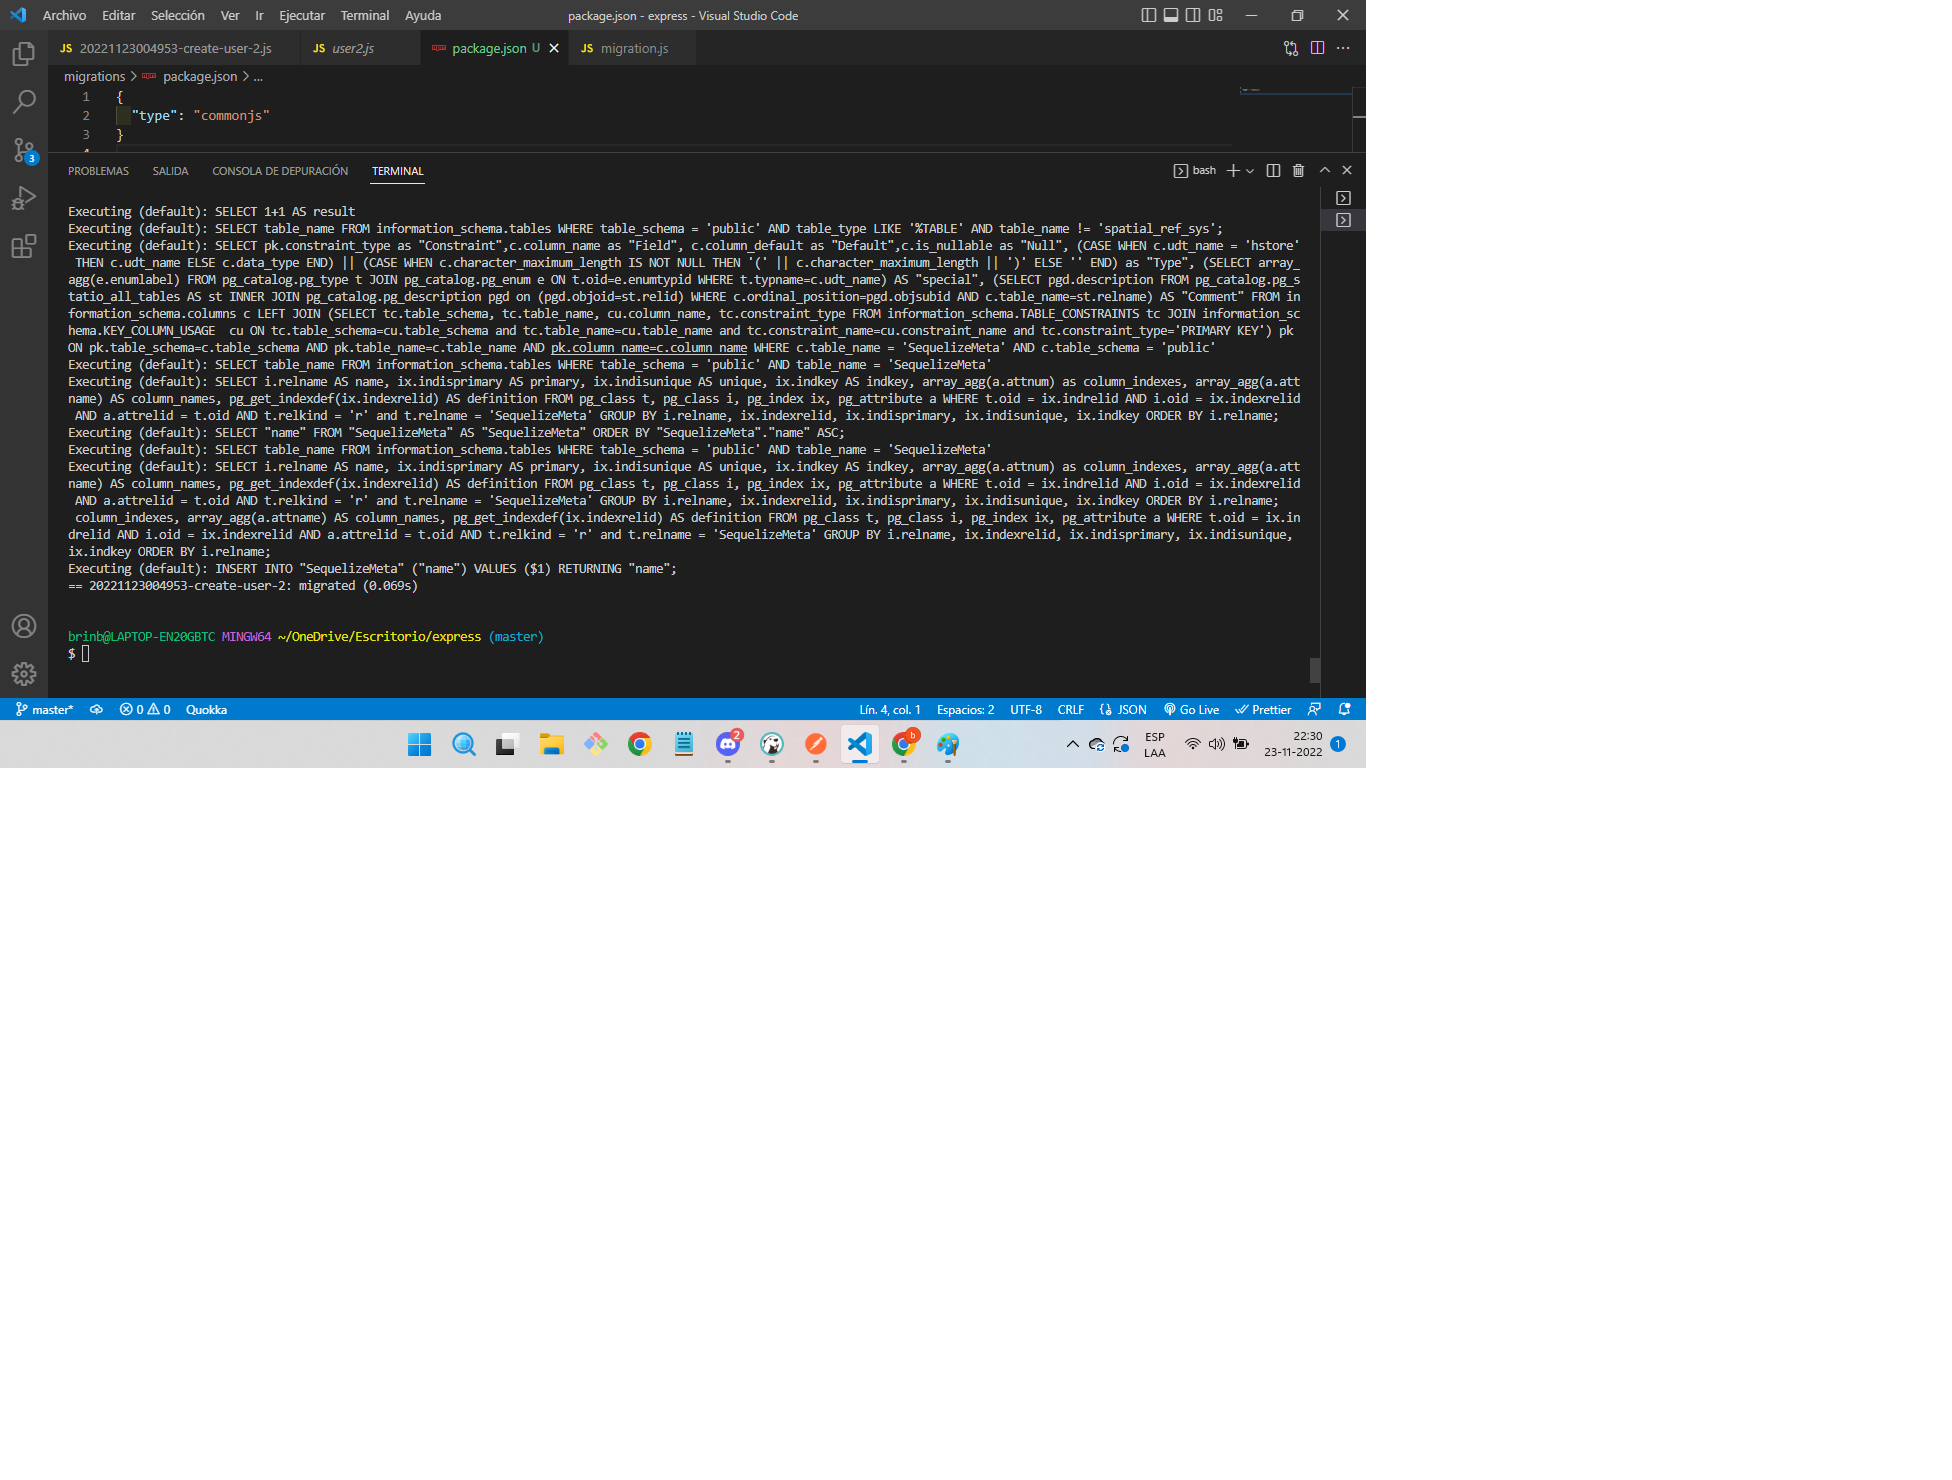 Archivo Editar Selección Ver Ir Ejecutar Terminal Ayuda package.json - express - Visual Studio Code
JS 20221123004953-create-user-2.js JS user2.js package.json U JS migration.js
migrations > package.json > ...
1 {
2 "type": "commonjs"
3 }
4
3
PROBLEMAS SALIDA CONSOLA DE DEPURACIÓN TERMINAL bash
Executing (default): SELECT 1+1 AS result
Executing (default): SELECT table_name FROM information_schema.tables WHERE table_schema = 'public' AND table_type LIKE '%TABLE' AND table_name != 'spatial_ref_sys';
Executing (default): SELECT pk.constraint_type as "Constraint",c.column_name as "Field", c.column_default as "Default",c.is_nullable as "Null", (CASE WHEN c.udt_name = 'hstore'
THEN c.udt_name ELSE c.data_type END) || (CASE WHEN c.character_maximum_length IS NOT NULL THEN '(' || c.character_maximum_length || ')' ELSE '' END) as "Type", (SELECT array_
agg(e.enumlabel) FROM pg_catalog.pg_type t JOIN pg_catalog.pg_enum e ON t.oid=e.enumtypid WHERE t.typname=c.udt_name) AS "special", (SELECT pgd.description FROM pg_catalog.pg_s
tatio_all_tables AS st INNER JOIN pg_catalog.pg_description pgd on (pgd.objoid=st.relid) WHERE c.ordinal_position=pgd.objsubid AND c.table_name=st.relname) AS "Comment" FROM in
formation_schema.columns c LEFT JOIN (SELECT tc.table_schema, tc.table_name, cu.column_name, tc.constraint_type FROM information_schema.TABLE_CONSTRAINTS tc JOIN information_sc
hema.KEY_COLUMN_USAGE cu ON tc.table_schema=cu.table_schema and tc.table_name=cu.table_name and tc.constraint_name=cu.constraint_name and tc.constraint_type='PRIMARY KEY') pk
ON pk.table_schema=c.table_schema AND pk.table_name=c.table_name AND pk.column_name=c.column_name WHERE c.table_name = 'SequelizeMeta' AND c.table_schema = 'public'
Executing (default): SELECT table_name FROM information_schema.tables WHERE table_schema = 'public' AND table_name = 'SequelizeMeta'
Executing (default): SELECT i.relname AS name, ix.indisprimary AS primary, ix.indisunique AS unique, ix.indkey AS indkey, array_agg(a.attnum) as column_indexes, array_agg(a.att
name) AS column_names, pg_get_indexdef(ix.indexrelid) AS definition FROM pg_class t, pg_class i, pg_index ix, pg_attribute a WHERE t.oid = ix.indrelid AND i.oid = ix.indexrelid
AND a.attrelid = t.oid AND t.relkind = 'r' and t.relname = 'SequelizeMeta' GROUP BY i.relname, ix.indexrelid, ix.indisprimary, ix.indisunique, ix.indkey ORDER BY i.relname;
Executing (default): SELECT "name" FROM "SequelizeMeta" AS "SequelizeMeta" ORDER BY "SequelizeMeta"."name" ASC;
Executing (default): SELECT table_name FROM information_schema.tables WHERE table_schema = 'public' AND table_name = 'SequelizeMeta'
Executing (default): SELECT i.relname AS name, ix.indisprimary AS primary, ix.indisunique AS unique, ix.indkey AS indkey, array_agg(a.attnum) as column_indexes, array_agg(a.att
name) AS column_names, pg_get_indexdef(ix.indexrelid) AS definition FROM pg_class t, pg_class i, pg_index ix, pg_attribute a WHERE t.oid = ix.indrelid AND i.oid = ix.indexrelid
AND a.attrelid = t.oid AND t.relkind = 'r' and t.relname = 'SequelizeMeta' GROUP BY i.relname, ix.indexrelid, ix.indisprimary, ix.indisunique, ix.indkey ORDER BY i.relname;
column_indexes, array_agg(a.attname) AS column_names, pg_get_indexdef(ix.indexrelid) AS definition FROM pg_class t, pg_class i, pg_index ix, pg_attribute a WHERE t.oid = ix.in
drelid AND i.oid = ix.indexrelid AND a.attrelid = t.oid AND t.relkind = 'r' and t.relname = 'SequelizeMeta' GROUP BY i.relname, ix.indexrelid, ix.indisprimary, ix.indisunique,
ix.indkey ORDER BY i.relname;
Executing (default): INSERT INTO "SequelizeMeta" ("name") VALUES ($1) RETURNING "name";
== 20221123004953-create-user-2: migrated (0.069s)
brinb@LAPTOP-EN20GBTC MINGW64 ~/OneDrive/Escritorio/express (master)
$
master* 0 0 Quokka Lín. 4, col. 1 Espacios: 2 UTF-8 CRLF JSON Go Live Prettier
2 b ESP LAA 22:30 23-11-2022 1